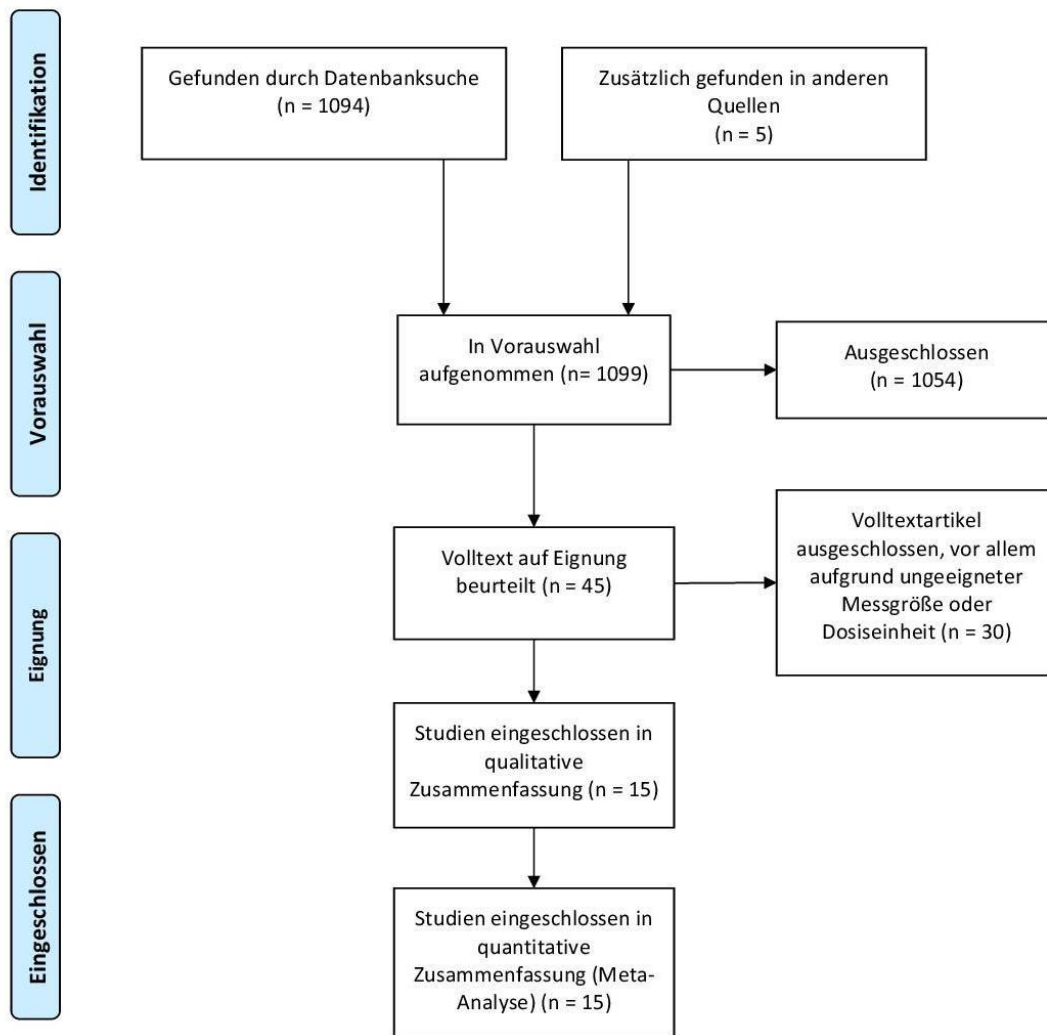 Identifikation
Gefunden durch Datenbanksuche
(n = 1094)
Zusätzlich gefunden in anderen
Quellen
(n = 5)
Vorauswahl
In Vorauswahl
aufgenommen (n= 1099)
Ausgeschlossen
(n = 1054)
Eignung
Volltext auf Eignung
beurteilt (n = 45)
Volltextartikel
ausgeschlossen, vor allem
aufgrund ungeeigneter
Messgröße oder
Dosiseinheit (n = 30)
Studien eingeschlossen in
qualitative
Zusammenfassung (n = 15)
Eingeschlossen
Studien eingeschlossen in
quantitative
Zusammenfassung (Meta-
Analyse) (n = 15)